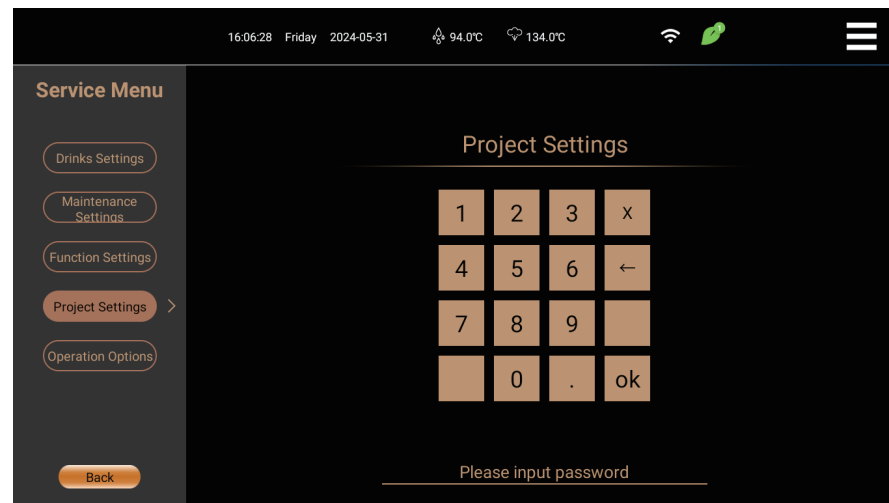 16:06:28 Friday 2024-05-31 94.0℃ 134.0℃ 1
Service Menu
Drinks Settings
Maintenance
Settings
Function Settings
Project Settings
Operation Options
Back
Project Settings
1 2 3 X
4 5 6 ←
7 8 9
0 . ok
Please input password